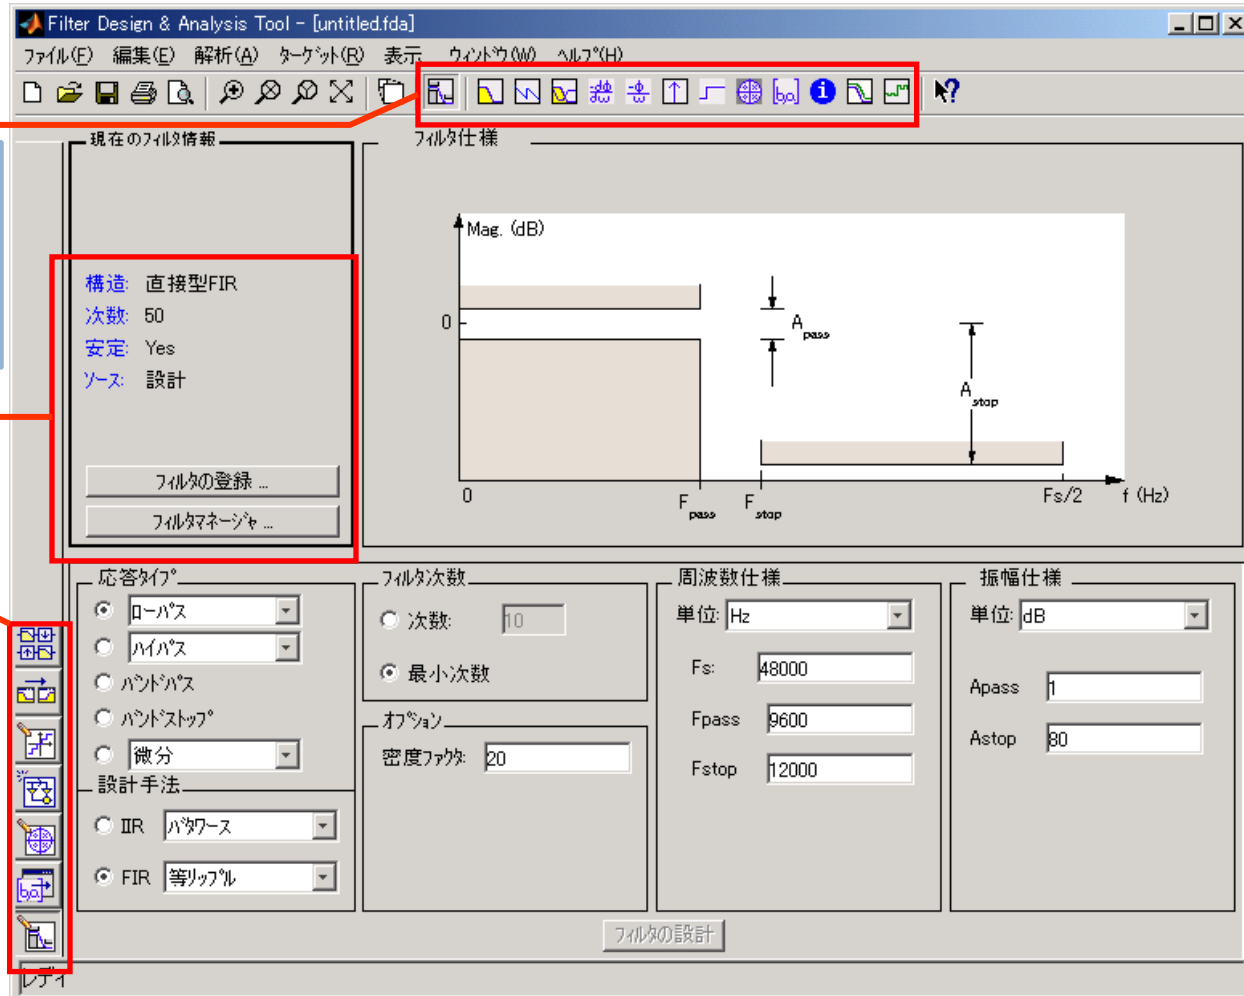 Filter Design & Analysis Tool - [untitled.fda]
ファイル(F) 編集(E) 解析(A) ターゲット(R) 表示 ウィンドウ(W) ヘルプ(H)
現在のフィルタ情報
構造: 直接型FIR
次数: 50
安定: Yes
ソース: 設計
フィルタの登録 ...
フィルタマネージャ ...
フィルタ仕様
Mag. (dB)
0
A pass
A stop
0
F pass
F stop
Fs/2
f (Hz)
応答タイプ
ローパス
ハイパス
バンドパス
バンドストップ
微分
設計手法
IIR バタワース
FIR 等リップル
フィルタ次数
次数: 10
最小次数
オプション
密度ファクタ: 20
周波数仕様
単位: Hz
Fs: 48000
Fpass 9600
Fstop 12000
振幅仕様
単位: dB
Apass 1
Astop 80
フィルタの設計
レディ